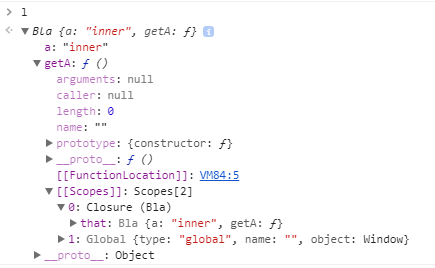 > l
Bla {a: "inner", getA: ƒ} i
a: "inner"
getA: ƒ ()
arguments: null
caller: null
length: 0
name: ""
prototype: {constructor: ƒ}
__proto__: ƒ ()
[[FunctionLocation]]: VM84:5
[[Scopes]]: Scopes[2]
0: Closure (Bla)
that: Bla {a: "inner", getA: ƒ}
1: Global {type: "global", name: "", object: Window}
__proto__: Object